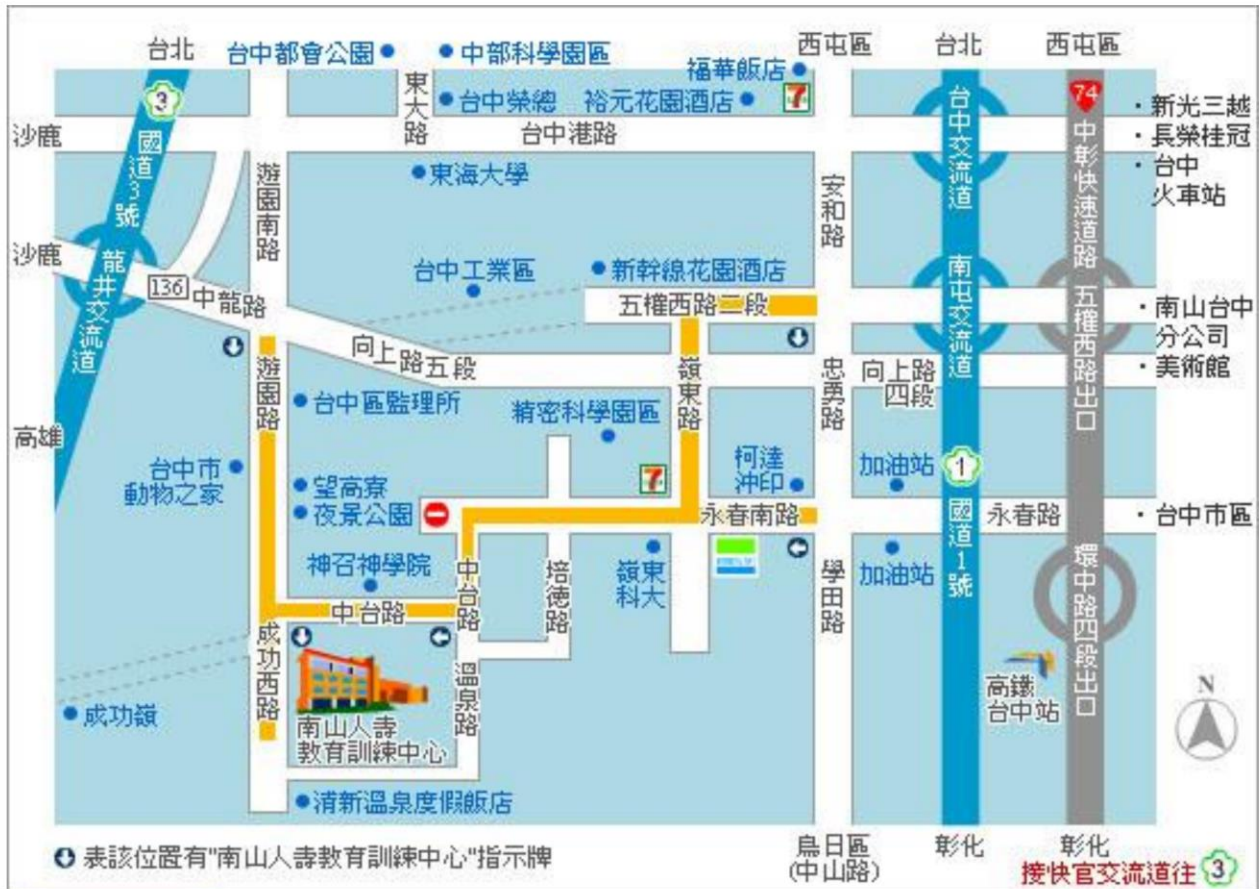 台北
台中都會公園
中部科學園區
西屯區
台北
西屯區
福華飯店
3
東大路
台中榮總
裕元花園酒店
7
74
新光三越
沙鹿
台中港路
長榮桂冠
國道3號
東海大學
台中交流道
中彰快速道路
台中
火車站
遊園南路
安和路
沙鹿
龍井交流道
136
中龍路
台中工業區
新幹線花園酒店
南屯交流道
五權西路二段
五權西路出口
南山台中
分公司
向上路五段
嶺東路
忠勇路
向上路
四段
美術館
遊園路
台中區監理所
精密科學園區
高雄
台中市
動物之家
望高寮
夜景公園
7
柯達
沖印
加油站
1
永春南路
國道1號
永春路
台中市區
神召神學院
中台路
培德路
嶺東
科大
學田路
加油站
環中路四段出口
中台路
成功西路
溫泉路
高鐵
台中站
N
成功嶺
南山人壽
教育訓練中心
清新溫泉度假飯店
表該位置有"南山人壽教育訓練中心"指示牌
烏日區
(中山路)
彰化
彰化
接快官交流道往 3